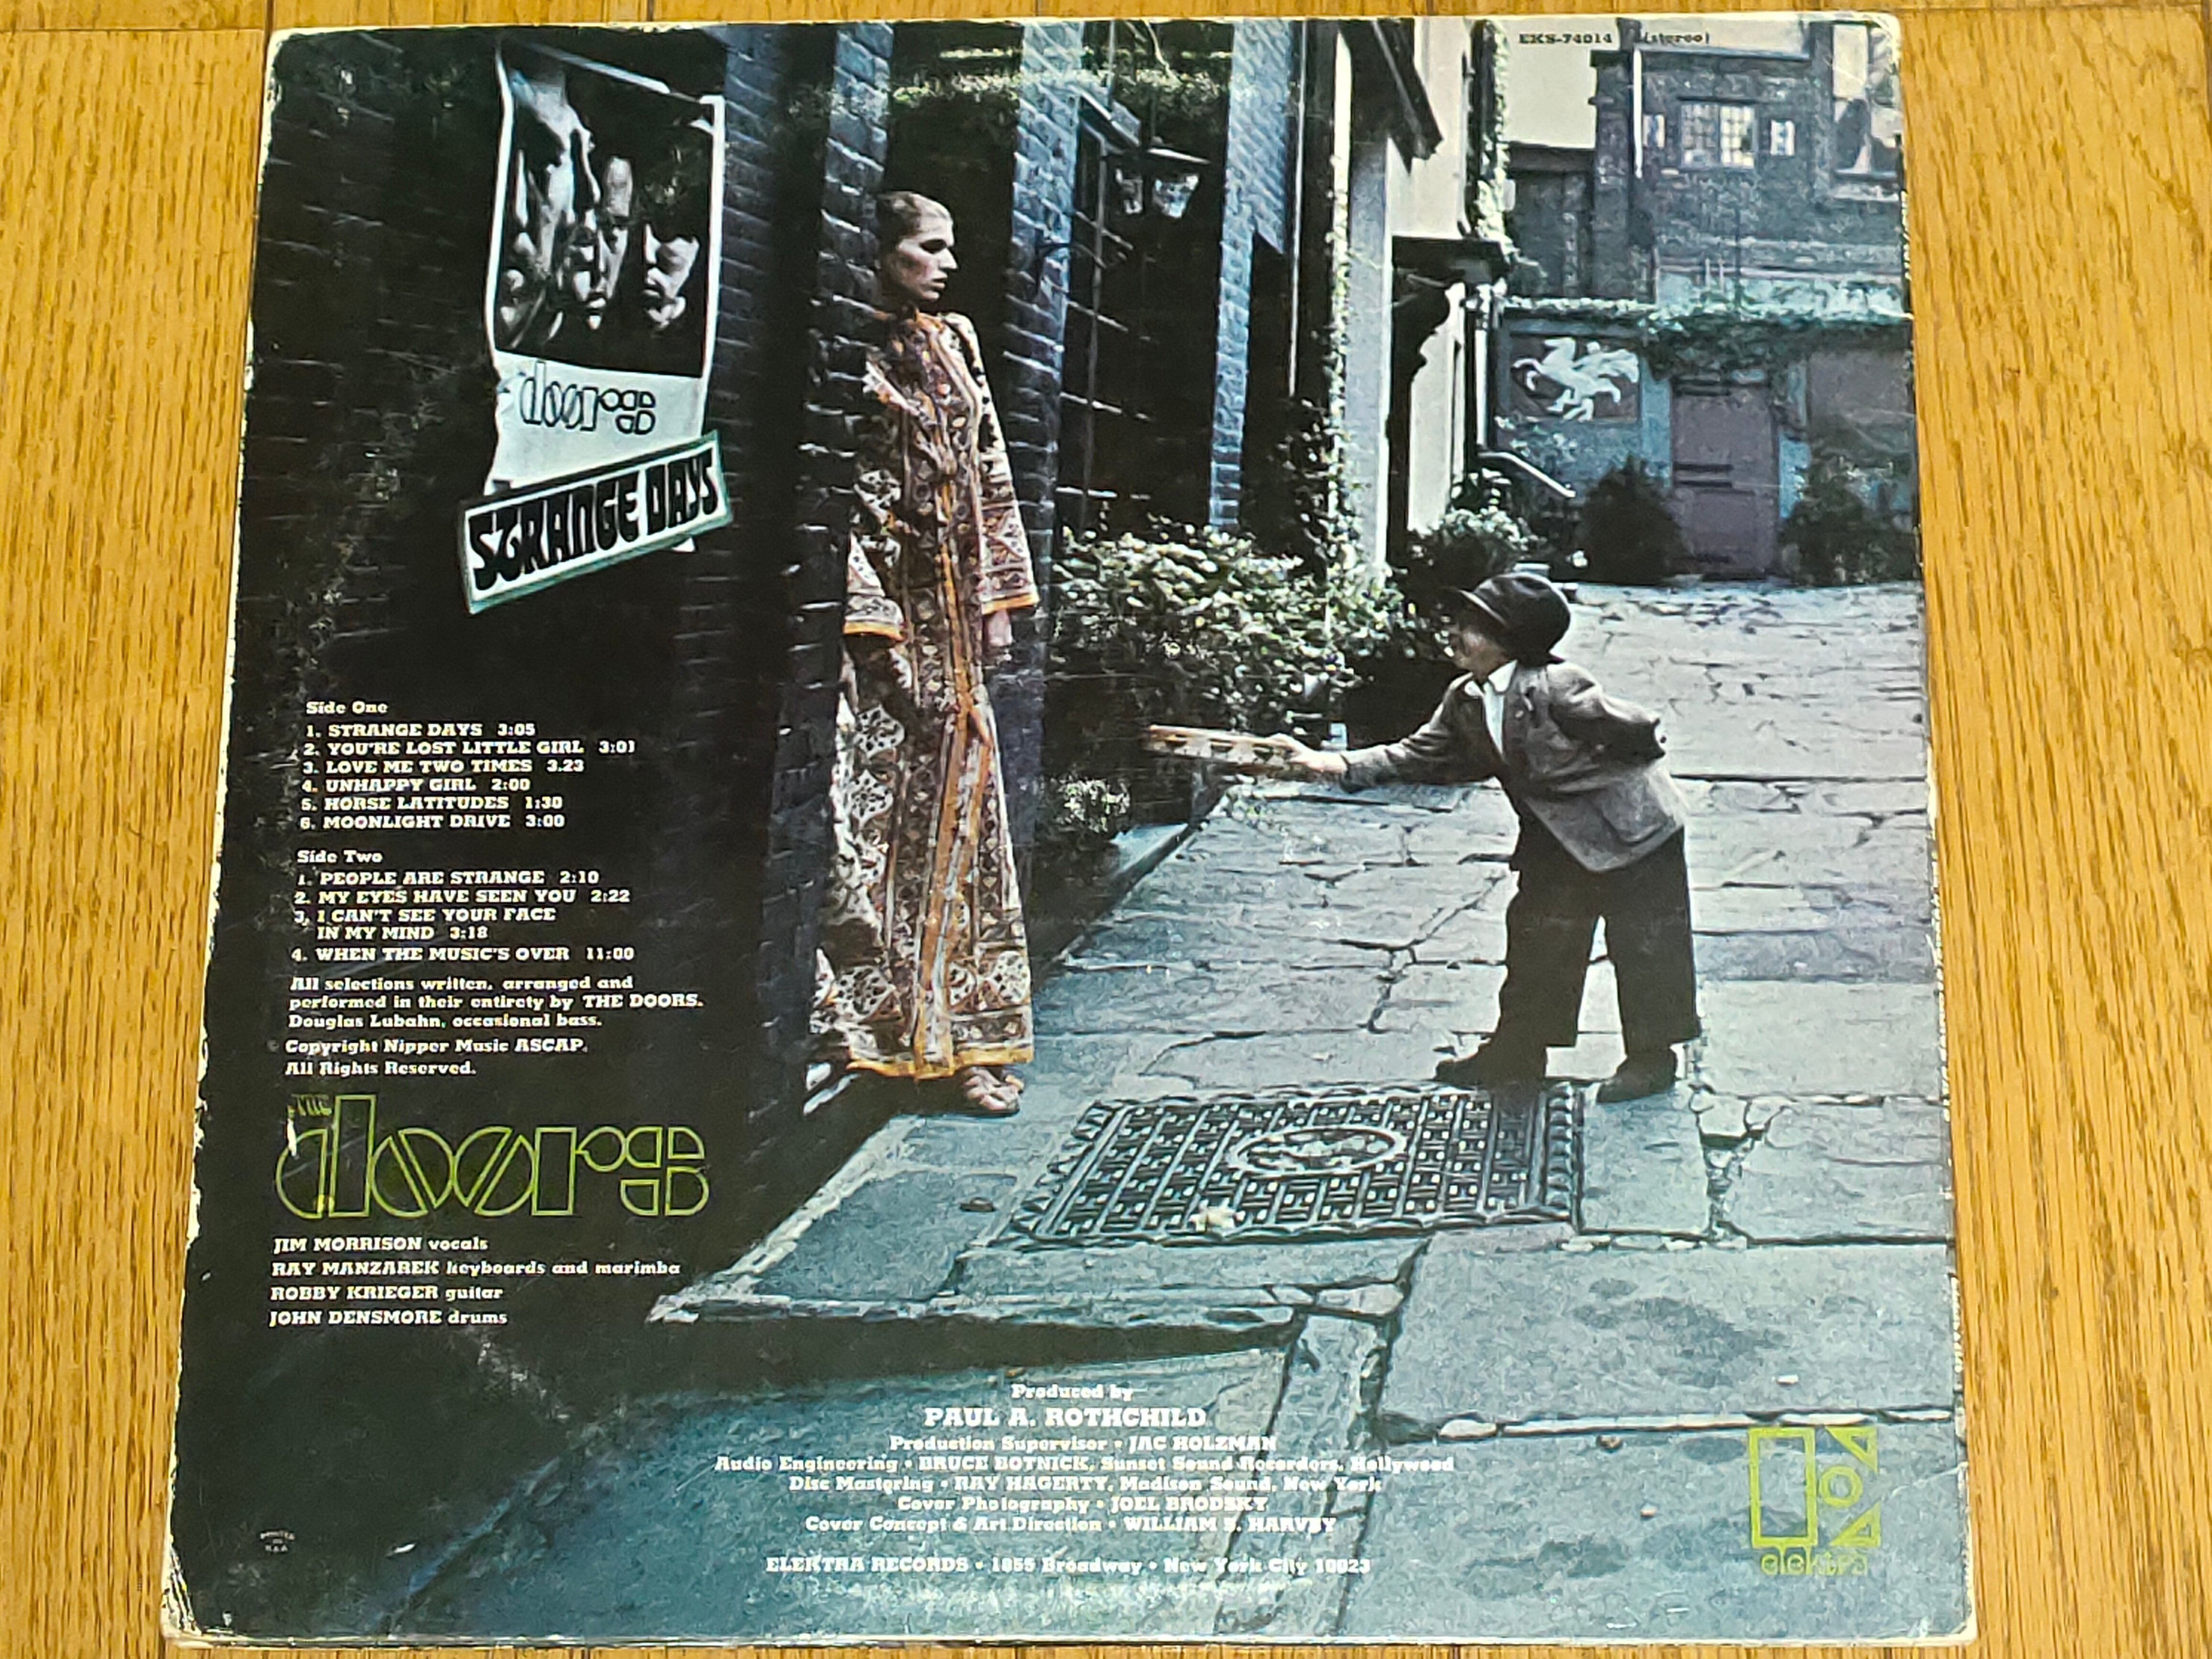 EKS-74014 (stereo)
doors
STRANGE DAYS
Side One
1. STRANGE DAYS 3:05
2. YOU'RE LOST LITTLE GIRL 3:01
3. LOVE ME TWO TIMES 3.23
4. UNHAPPY GIRL 2:00
5. HORSE LATITUDES 1:30
6. MOONLIGHT DRIVE 3:00
Side Two
1. PEOPLE ARE STRANGE 2:10
2. MY EYES HAVE SEEN YOU 2:22
3. I CAN'T SEE YOUR FACE
IN MY MIND 3:18
4. WHEN THE MUSIC'S OVER 11:00
All selections written, arranged and
performed in their entirety by THE DOORS.
Douglas Lubahn, occasional bass.
Copyright Nipper Music ASCAP.
All Rights Reserved.
THE
doors
JIM MORRISON vocals
RAY MANZAREK keyboards and marimba
ROBBY KRIEGER guitar
JOHN DENSMORE drums
Produced by
PAUL A. ROTHCHILD
Production Supervisor • JAC HOLZMAN
Audio Engineering • BRUCE BOTNICK, Sunset Sound Recorders, Hollywood
Disc Mastering • RAY HAGERTY, Madison Sound, New York
Cover Photography • JOEL BRODSKY
Cover Concept & Art Direction • WILLIAM S. HARVEY
ELEKTRA RECORDS • 1855 Broadway • New York City 10023
elektra
PRINTED
IN
U.S.A.